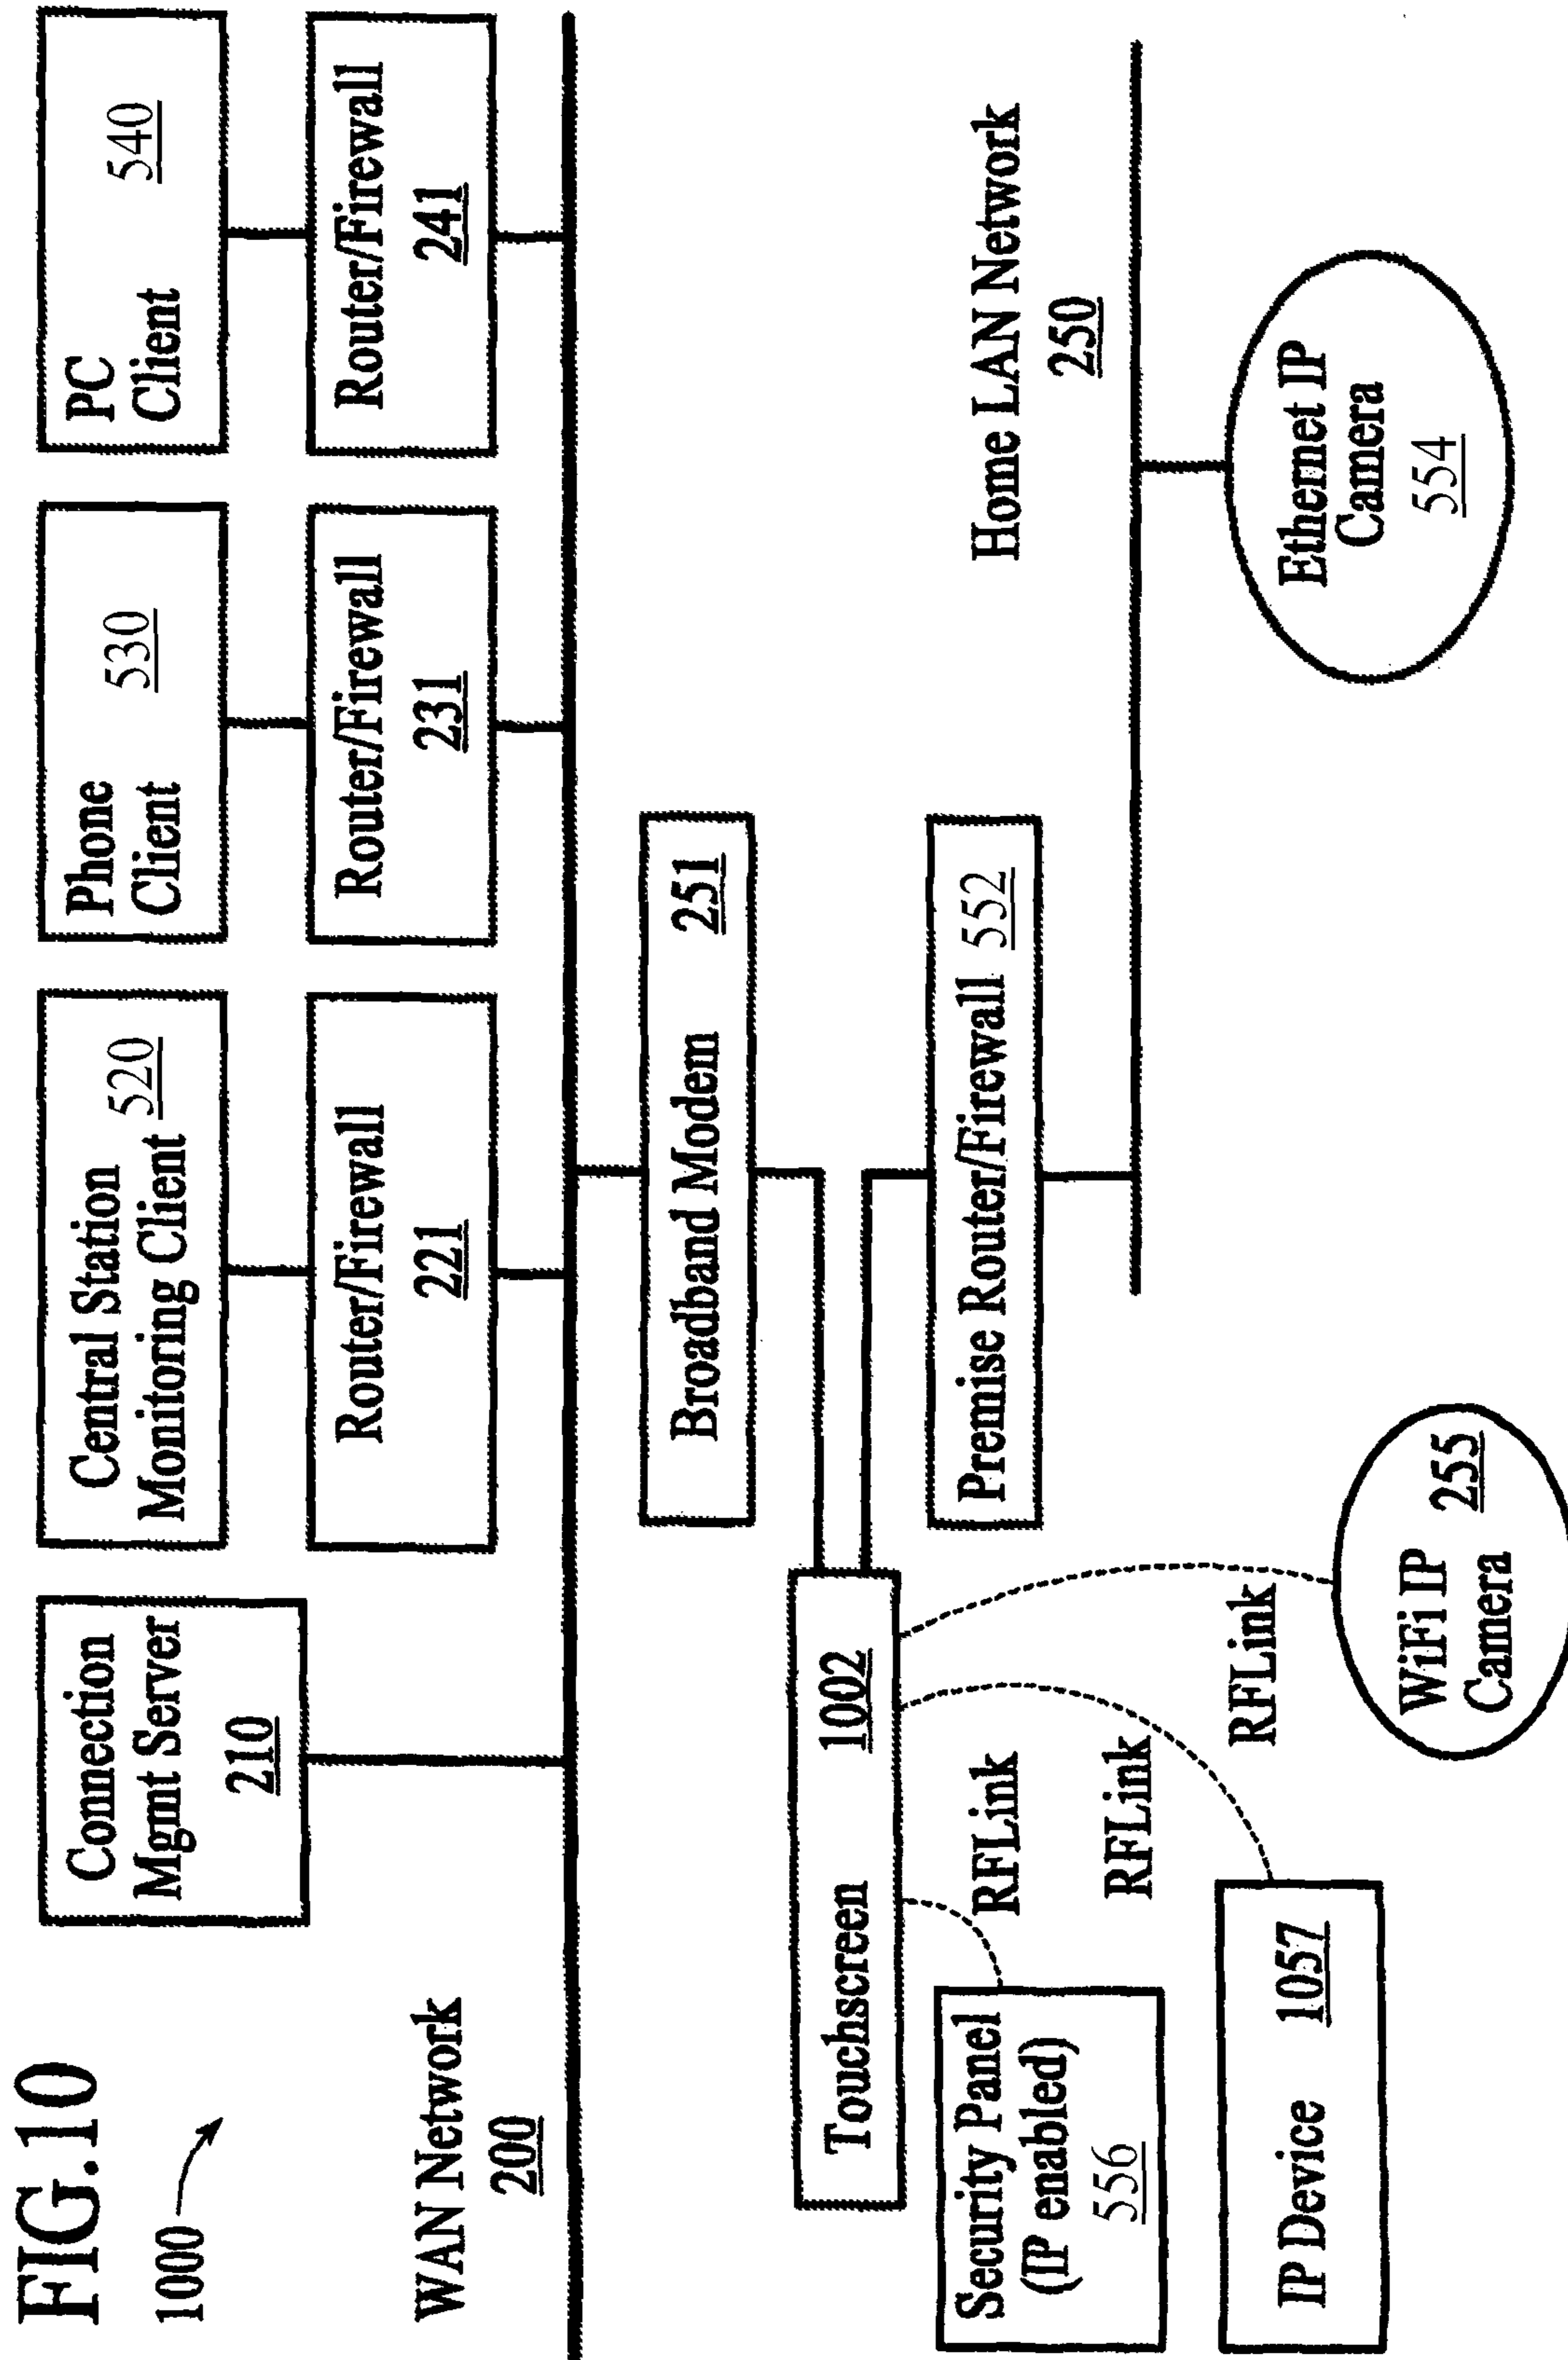 FIG.10
1000
Connection
Mgmt Server
210
Central Station
Monitoring Client 520
Phone
Client 530
PC
Client 540
Router/Firewall
221
Router/Firewall
231
Router/Firewall
241
WAN Network
200
Broadband Modem 251
Touchscreen 1002
Premise Router/Firewall 552
Home LAN Network
250
Security Panel
(IP enabled)
556
RFLink
RFLink
RFLink
IP Device 1057
WiFi IP
Camera 255
Ethernet IP
Camera
554